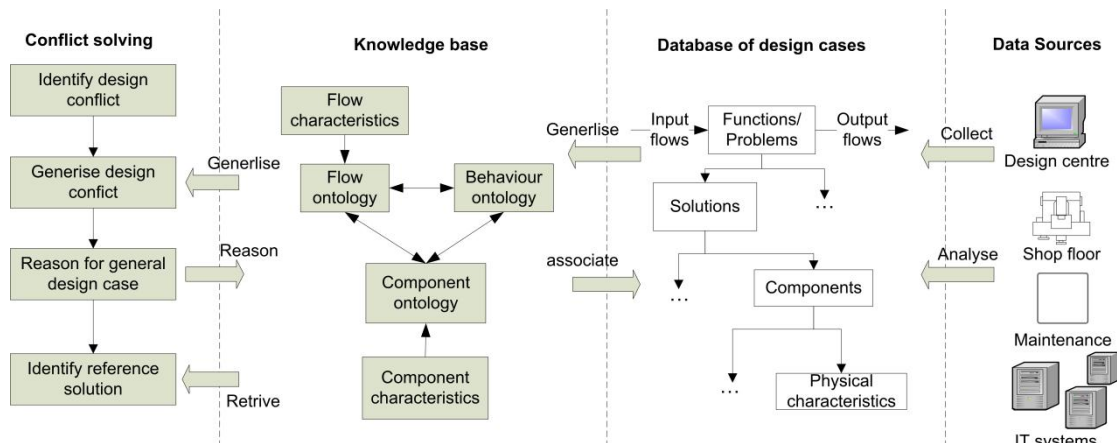 Conflict solving
Identify design
conflict
Generise design
confict
Reason for general
design case
Identify reference
solution
Generlise
Reason
Retrive
Knowledge base
Flow
characteristics
Flow
ontology
Behaviour
ontology
Component
ontology
Component
characteristics
Generlise
associate
Database of design cases
Input
flows
Functions/
Problems
Output
flows
Solutions
...
...
Components
...
Physical
characteristics
Collect
Analyse
Data Sources
Design centre
Shop floor
Maintenance
IT systems